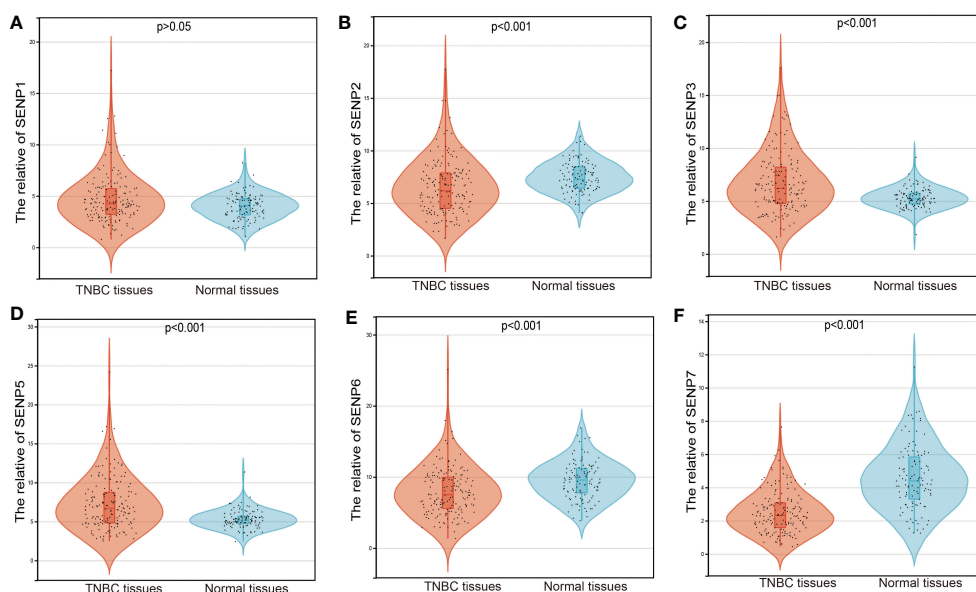 A
p>0.05
The relative of SENP1
20
15
10
5
0
TNBC tissues
Normal tissues
B
p<0.001
The relative of SENP2
20
15
10
5
0
TNBC tissues
Normal tissues
C
p<0.001
The relative of SENP3
20
15
10
5
0
TNBC tissues
Normal tissues
D
p<0.001
The relative of SENP5
30
25
20
15
10
5
0
TNBC tissues
Normal tissues
E
p<0.001
The relative of SENP6
30
20
10
0
TNBC tissues
Normal tissues
F
p<0.001
The relative of SENP7
14
12
10
8
6
4
2
0
TNBC tissues
Normal tissues